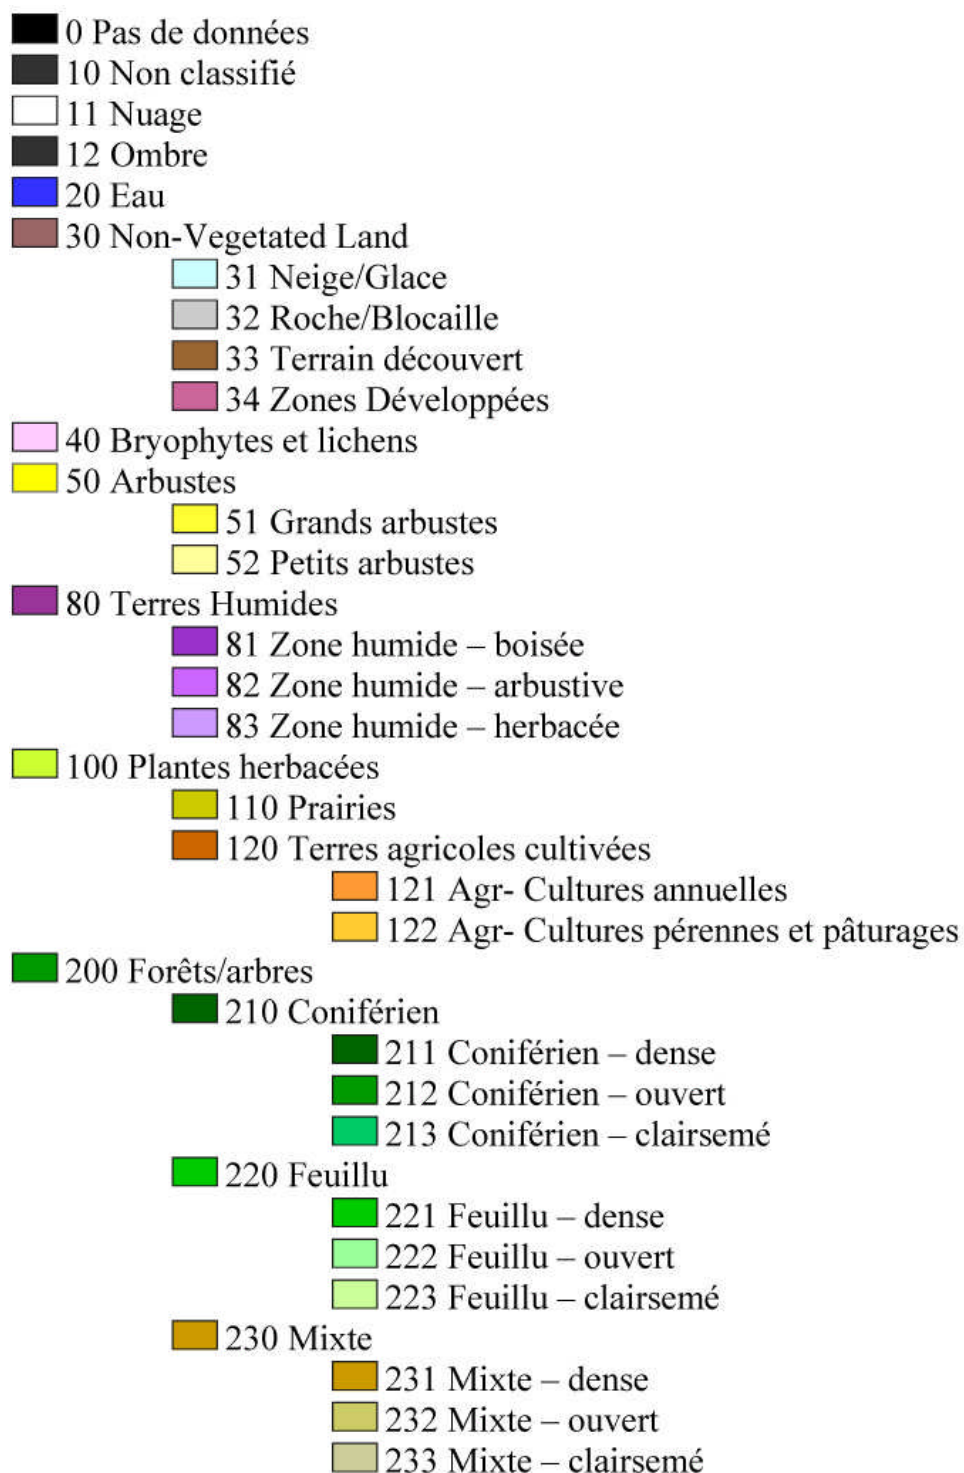 0 Pas de données
10 Non classifié
11 Nuage
12 Ombre
20 Eau
30 Non-Vegetated Land
31 Neige/Glace
32 Roche/Blocaille
33 Terrain découvert
34 Zones Développées
40 Bryophytes et lichens
50 Arbustes
51 Grands arbustes
52 Petits arbustes
80 Terres Humides
81 Zone humide – boisée
82 Zone humide – arbustive
83 Zone humide – herbacée
100 Plantes herbacées
110 Prairies
120 Terres agricoles cultivées
121 Agr- Cultures annuelles
122 Agr- Cultures pérennes et pâturages
200 Forêts/arbres
210 Coniférien
211 Coniférien – dense
212 Coniférien – ouvert
213 Coniférien – clairsemé
220 Feuillu
221 Feuillu – dense
222 Feuillu – ouvert
223 Feuillu – clairsemé
230 Mixte
231 Mixte – dense
232 Mixte – ouvert
233 Mixte – clairsemé